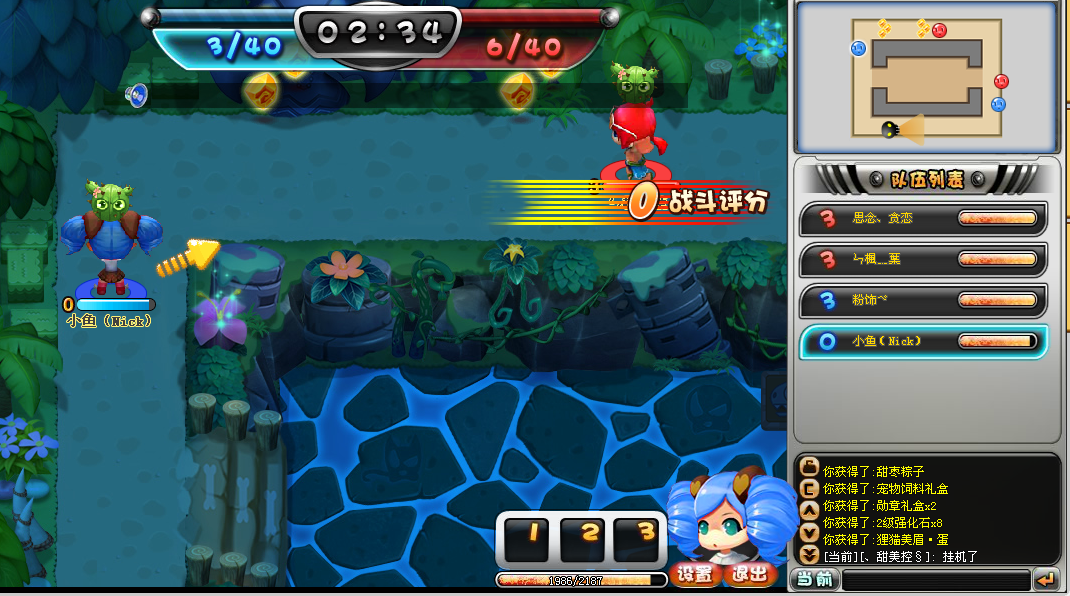 3/40
02:34
6/40
0 战斗评分
0
小鱼（Nick）
队伍列表
3 思念、贪恋
3 ㄣ楓__葉
3 粉饰~
0 小鱼（Nick）
你获得了:甜枣粽子
你获得了:宠物饲料礼盒
你获得了:勋章礼盒x2
你获得了:2级强化石x8
你获得了:狸猫美眉·蛋
[当前][、甜美控§]: 挂机了
1 2 3
1986/2187
设置 退出
当前